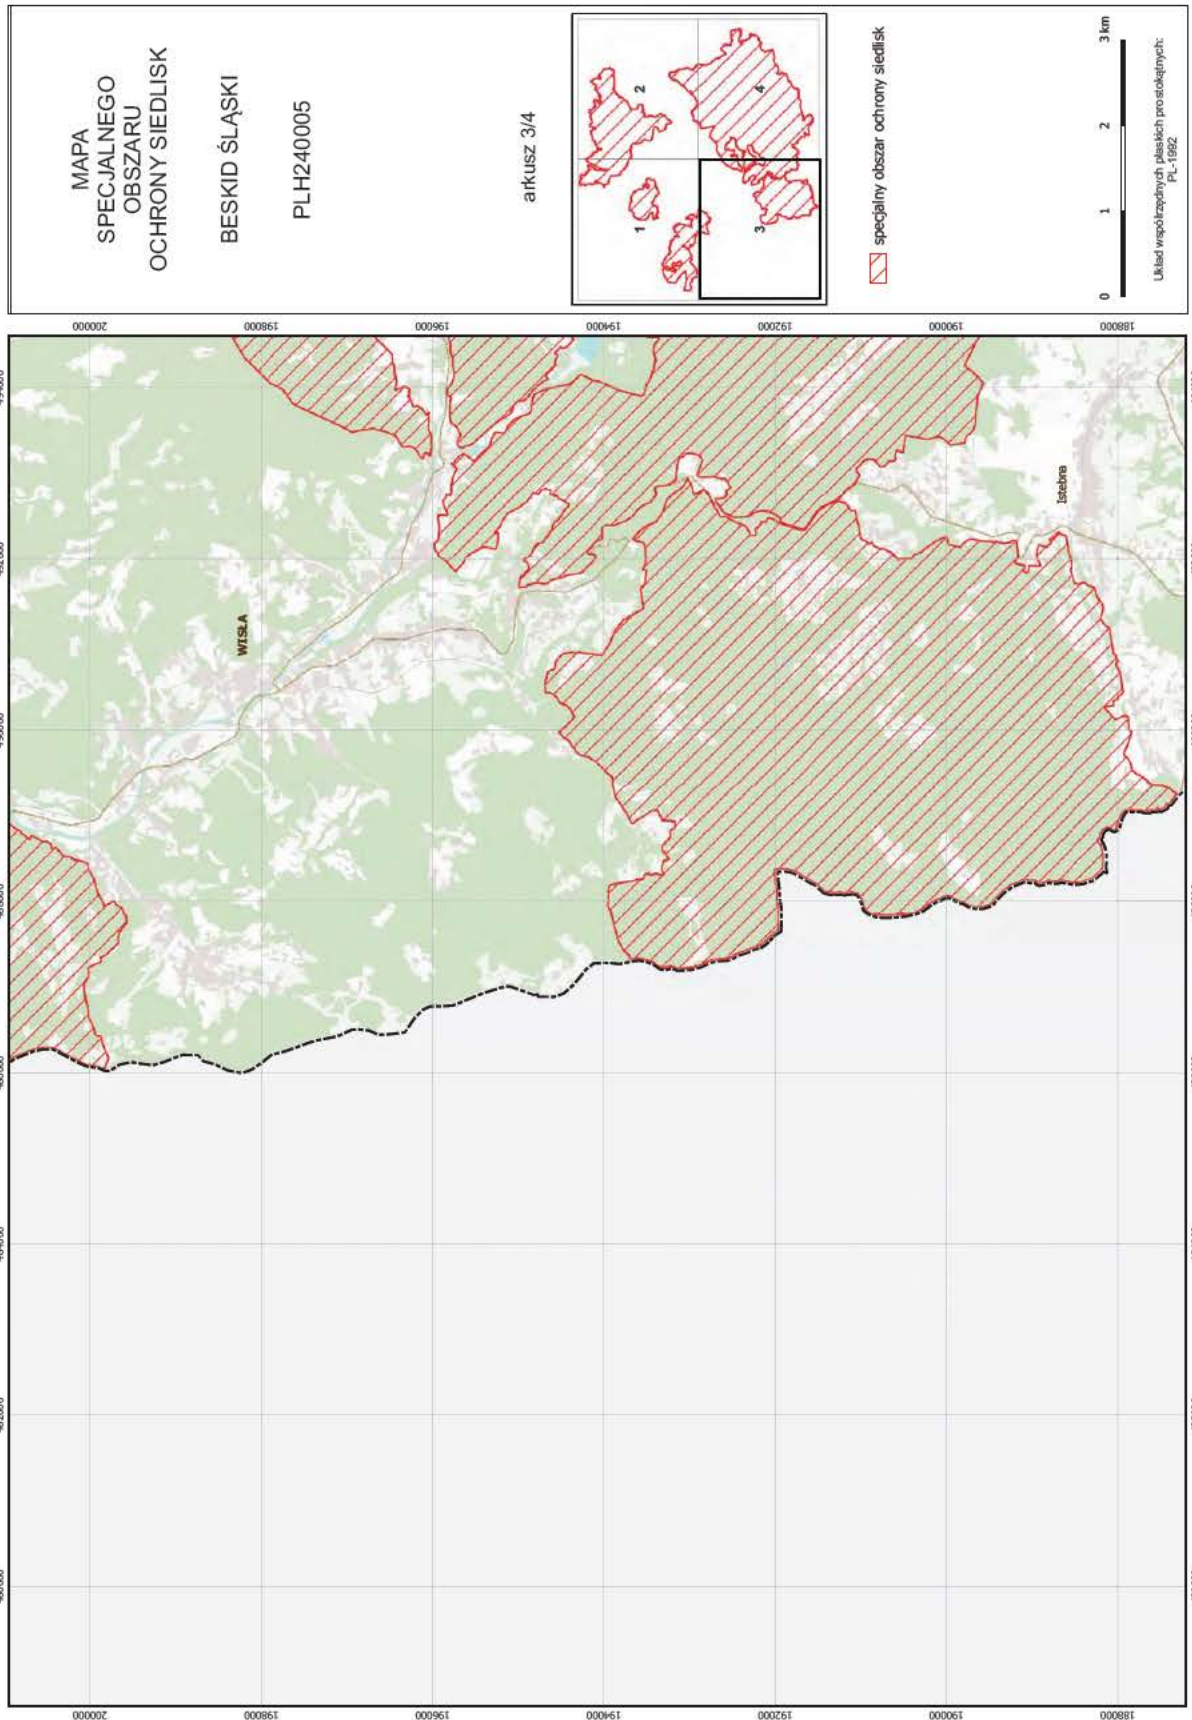 MAPA
SPECJALNEGO
OBSZARU
OCHRONY SIEDLISK
BESKID ŚLĄSKI
PLH240005
arkusz 3/4
1
2
3
4
specjalny obszar ochrony siedlisk
0 1 2 3 km
Układ współrzędnych płaskich prostokątnych:
PL-1992
200000
198000
196000
194000
192000
190000
188000
WISŁA
Istebna
200000
198000
196000
194000
192000
190000
188000